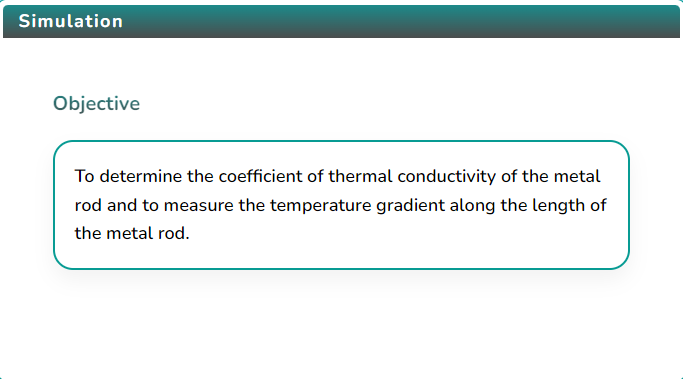 Simulation
Objective
To determine the coefficient of thermal conductivity of the metal
rod and to measure the temperature gradient along the length of
the metal rod.